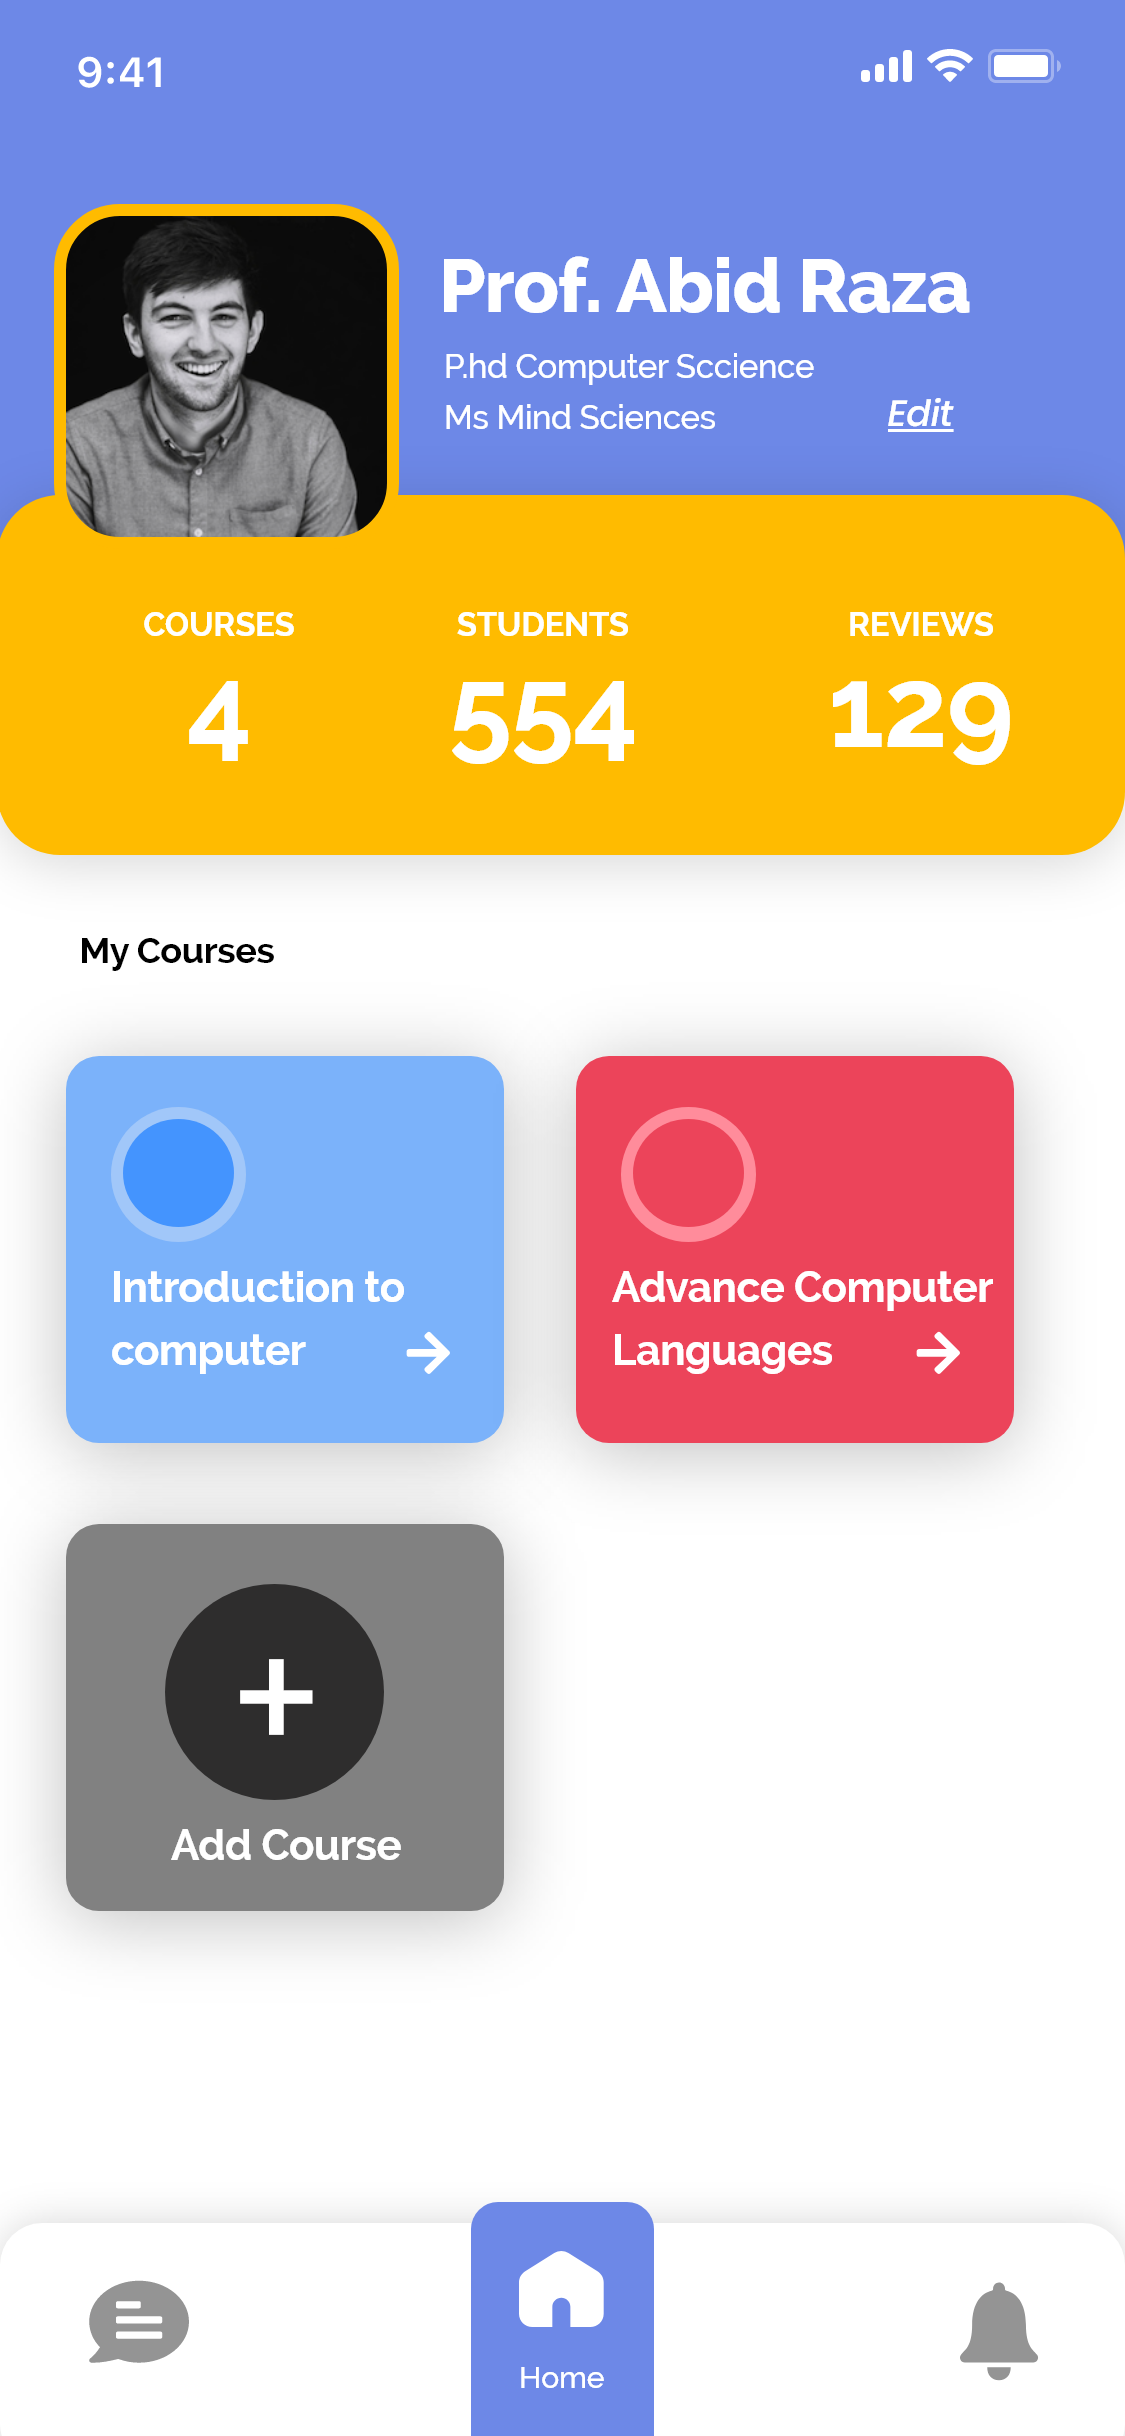 9:41
Prof. Abid Raza
P.hd Computer Sccience
Ms Mind Sciences
Edit
COURSES STUDENTS REVIEWS
4 554 129
My Courses
Introduction to
computer
Advance Computer
Languages
Add Course
Home